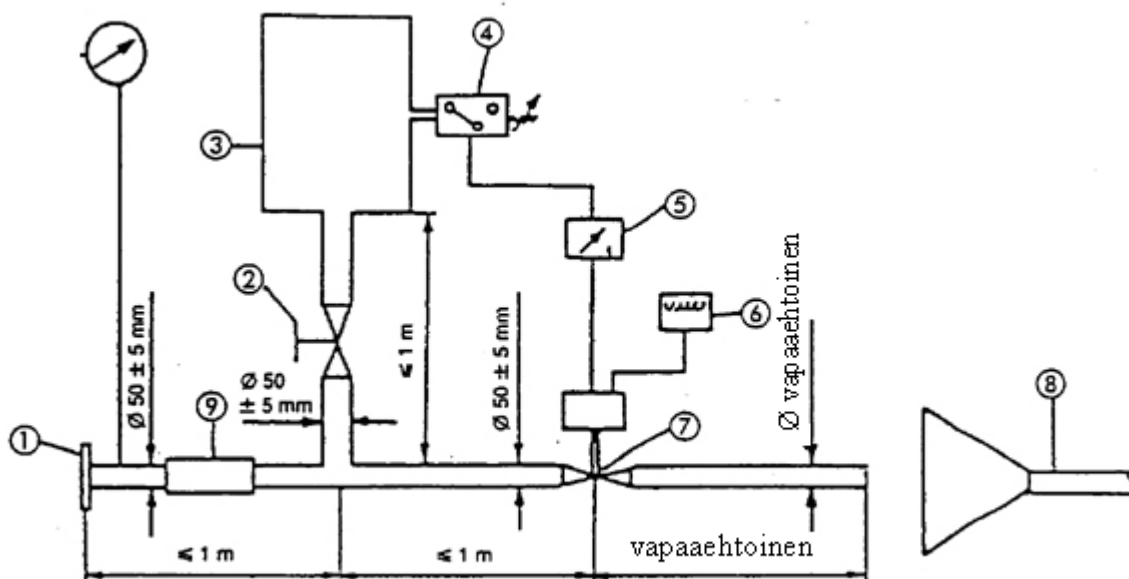 ④
③
⑤
②
⑥
Ø 50 ± 5 mm
Ø 50
± 5 mm
≤ 1 m
Ø 50 ± 5 mm
Ø vapaaehtoinen
①
⑨
⑦
⑧
≤ 1 m
≤ 1 m
vapaaehtoinen